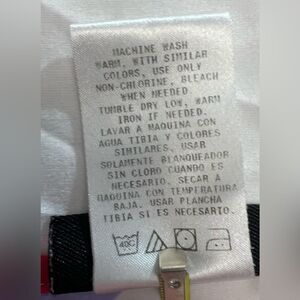 MACHINE WASH
WARM, WITH SIMILAR
COLORS, USE ONLY
NON-CHLORINE, BLEACH
WHEN NEEDED.
TUMBLE DRY LOW, WARM
IRON IF NEEDED.
LAVAR A MAQUINA CON
AGUA TIBIA Y COLORES
SIMILARES, USAR
SOLAMENTE BLANQUEADOR
SIN CLORO CUANDO ES
NECESARIO. SECAR A
MAQUINA CON TEMPERATURA
BAJA. USAR PLANCHA
TIBIA SI ES NECESARIO.
40C